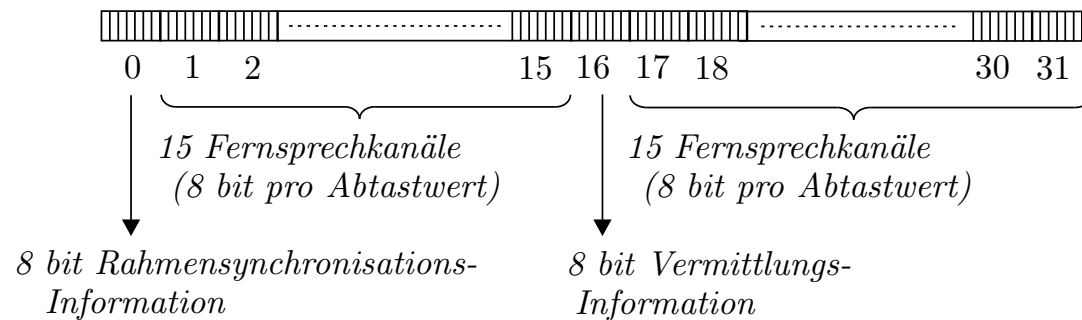 0 1 2 15 16 17 18 30 31
15 Fernsprechkanäle
(8 bit pro Abtastwert)
15 Fernsprechkanäle
(8 bit pro Abtastwert)
8 bit Rahmensynchronisations-
Information
8 bit Vermittlungs-
Information